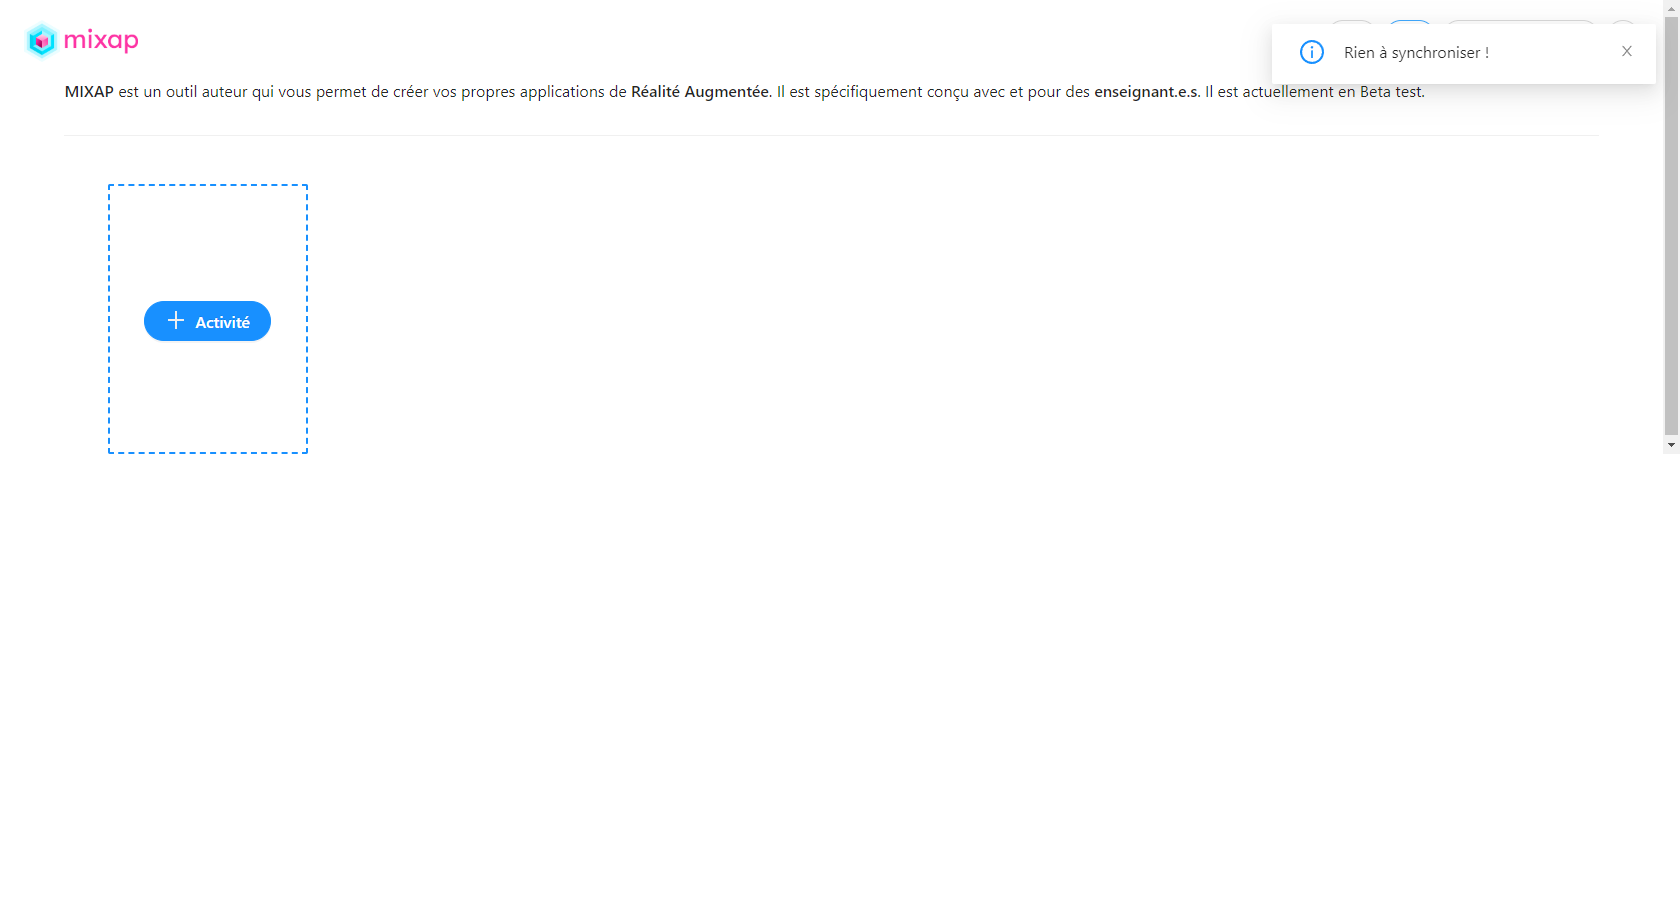 mixap
Rien à synchroniser !
MIXAP est un outil auteur qui vous permet de créer vos propres applications de Réalité Augmentée. Il est spécifiquement conçu avec et pour des enseignant.e.s. Il est actuellement en Beta test.
Activité